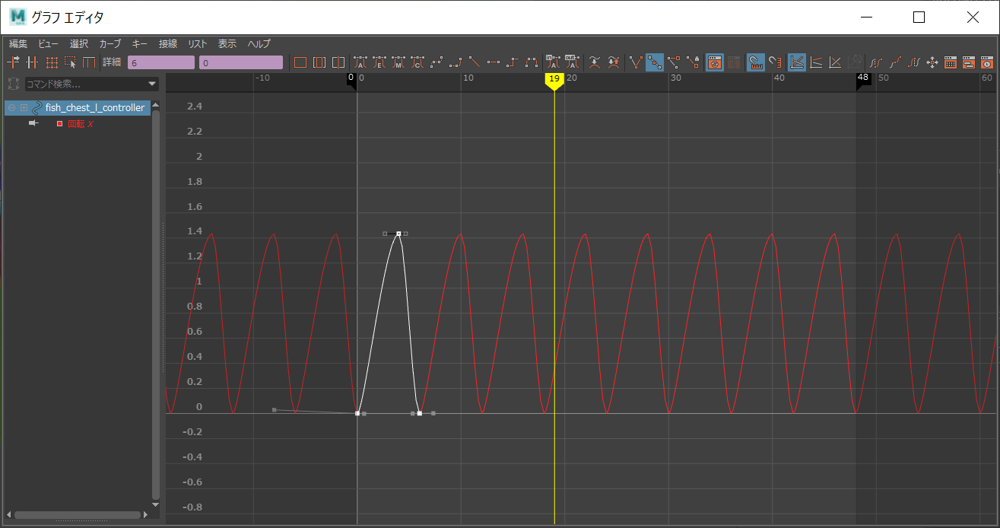 グラフ エディタ
編集 ビュー 選択 カーブ キー 接線 リスト 表示 ヘルプ
詳細 6 0
コマンド検索...
-10 0 0 10 19 20 30 40 48 50 60
fish_chest_l_controller
回転 X
2.4
2.2
2
1.8
1.6
1.4
1.2
1
0.8
0.6
0.4
0.2
0
-0.2
-0.4
-0.6
-0.8